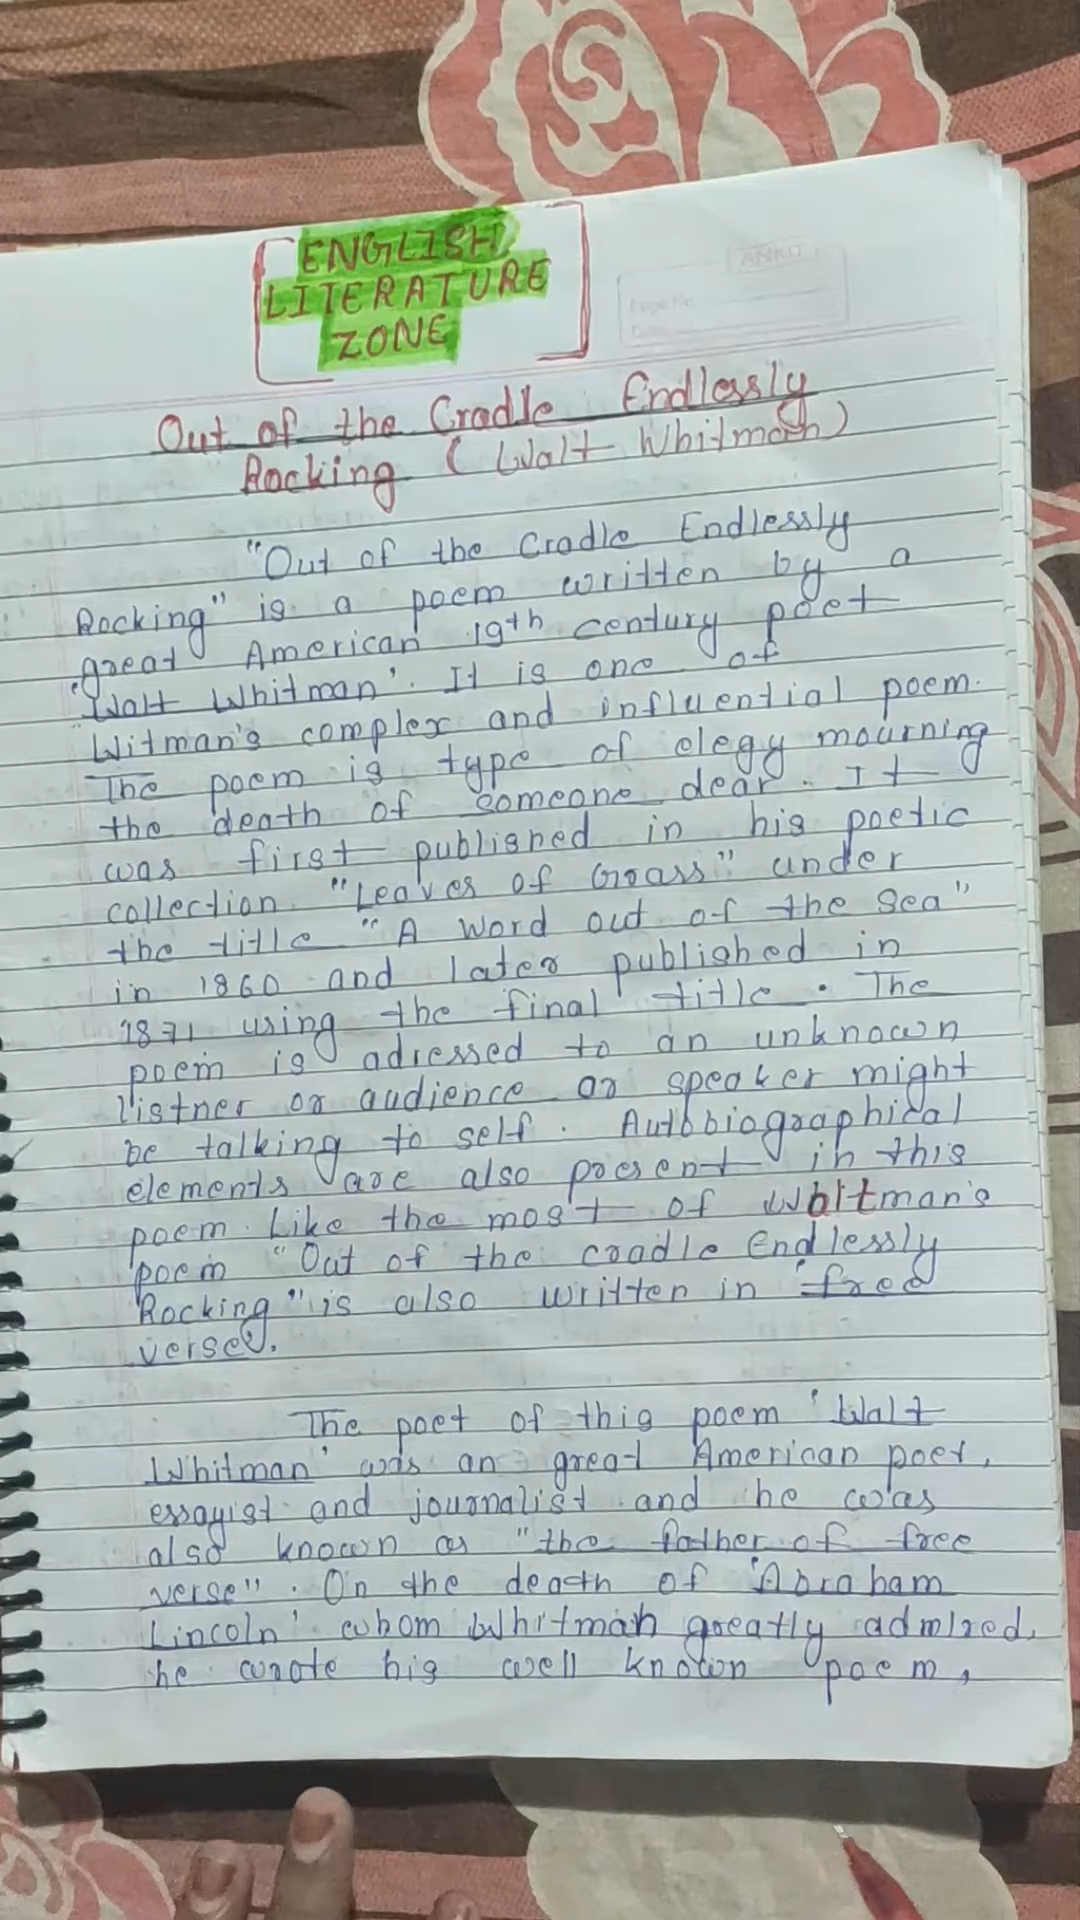 ENGLISH
LITERATURE
ZONE
ANKIT
Page No.
Date
Out of the Cradle Endlessly
Rocking (Walt Whitman)
"Out of the Cradle Endlessly
Rocking" is a poem written by a
great American 19th century poet
'Walt Whitman'. It is one of
Witman's complex and influential poem.
The poem is type of elegy mourning
the death of someone dear. It
was first published in his poetic
collection "Leaves of Grass" under
the title "A Word out of the Sea"
in 1860 and later published in
1871 using the final title. The
poem is adressed to an unknown
listner or audience or speaker might
be talking to self. Autobiographical
elements are also present in this
poem. Like the most of Whitman's
poem "Out of the cradle Endlessly
Rocking" is also written in 'free
verse'.
The poet of this poem 'Walt
Whitman' was an great American poet,
essayist and journalist and he was
also known as "the father of free
verse". On the death of 'Abraham
Lincoln' whom Whitman greatly admired,
he wrote his well known poem,